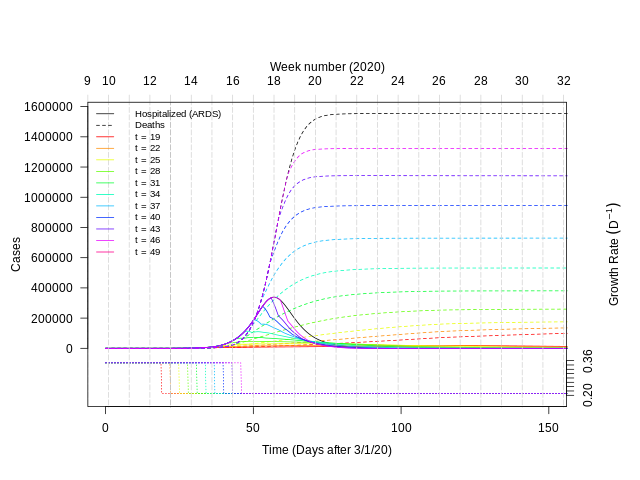 Week number (2020)
9 10 12 14 16 18 20 22 24 26 28 30 32
1600000
1400000
1200000
1000000
800000
600000
400000
200000
0
Cases
Hospitalized (ARDS)
Deaths
t = 19
t = 22
t = 25
t = 28
t = 31
t = 34
t = 37
t = 40
t = 43
t = 46
t = 49
Growth Rate (D⁻¹)
0.36
0.20
0 50 100 150
Time (Days after 3/1/20)